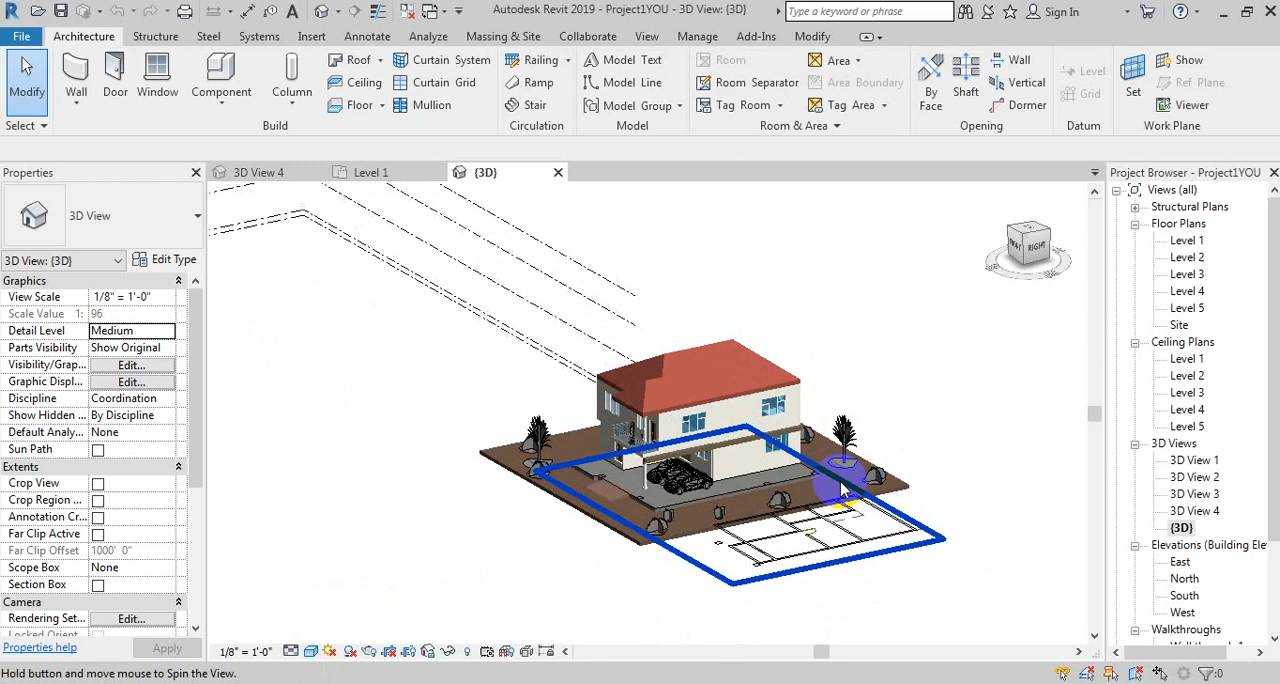 Autodesk Revit 2019 - Project1YOU - 3D View: {3D}
Type a keyword or phrase
Sign In
File
Architecture
Structure
Steel
Systems
Insert
Annotate
Analyze
Massing & Site
Collaborate
View
Manage
Add-Ins
Modify
Modify
Select
Wall
Door
Window
Component
Column
Roof
Ceiling
Floor
Curtain System
Curtain Grid
Mullion
Build
Railing
Ramp
Stair
Circulation
Model Text
Model Line
Model Group
Model
Room
Room Separator
Tag Room
Area
Area Boundary
Tag Area
Room & Area
By Face
Shaft
Wall
Vertical
Dormer
Opening
Level
Grid
Datum
Set
Show
Ref Plane
Viewer
Work Plane
Properties
3D View 4
Level 1
{3D}
Project Browser - Project1YOU
3D View
3D View: {3D}
Edit Type
Graphics
View Scale 1/8" = 1'-0"
Scale Value 1: 96
Detail Level Medium
Parts Visibility Show Original
Visibility/Grap... Edit...
Graphic Displ... Edit...
Discipline Coordination
Show Hidden ... By Discipline
Default Analy... None
Sun Path
Extents
Crop View
Crop Region ...
Annotation Cr...
Far Clip Active
Far Clip Offset 1000' 0"
Scope Box None
Section Box
Camera
Rendering Set... Edit...
Locked Orient
Properties help
Apply
RIGHT
Views (all)
Structural Plans
Floor Plans
Level 1
Level 2
Level 3
Level 4
Level 5
Site
Ceiling Plans
Level 1
Level 2
Level 3
Level 4
Level 5
3D Views
3D View 1
3D View 2
3D View 3
3D View 4
{3D}
Elevations (Building Ele
East
North
South
West
Walkthroughs
1/8" = 1'-0"
Hold button and move mouse to Spin the View.
:0